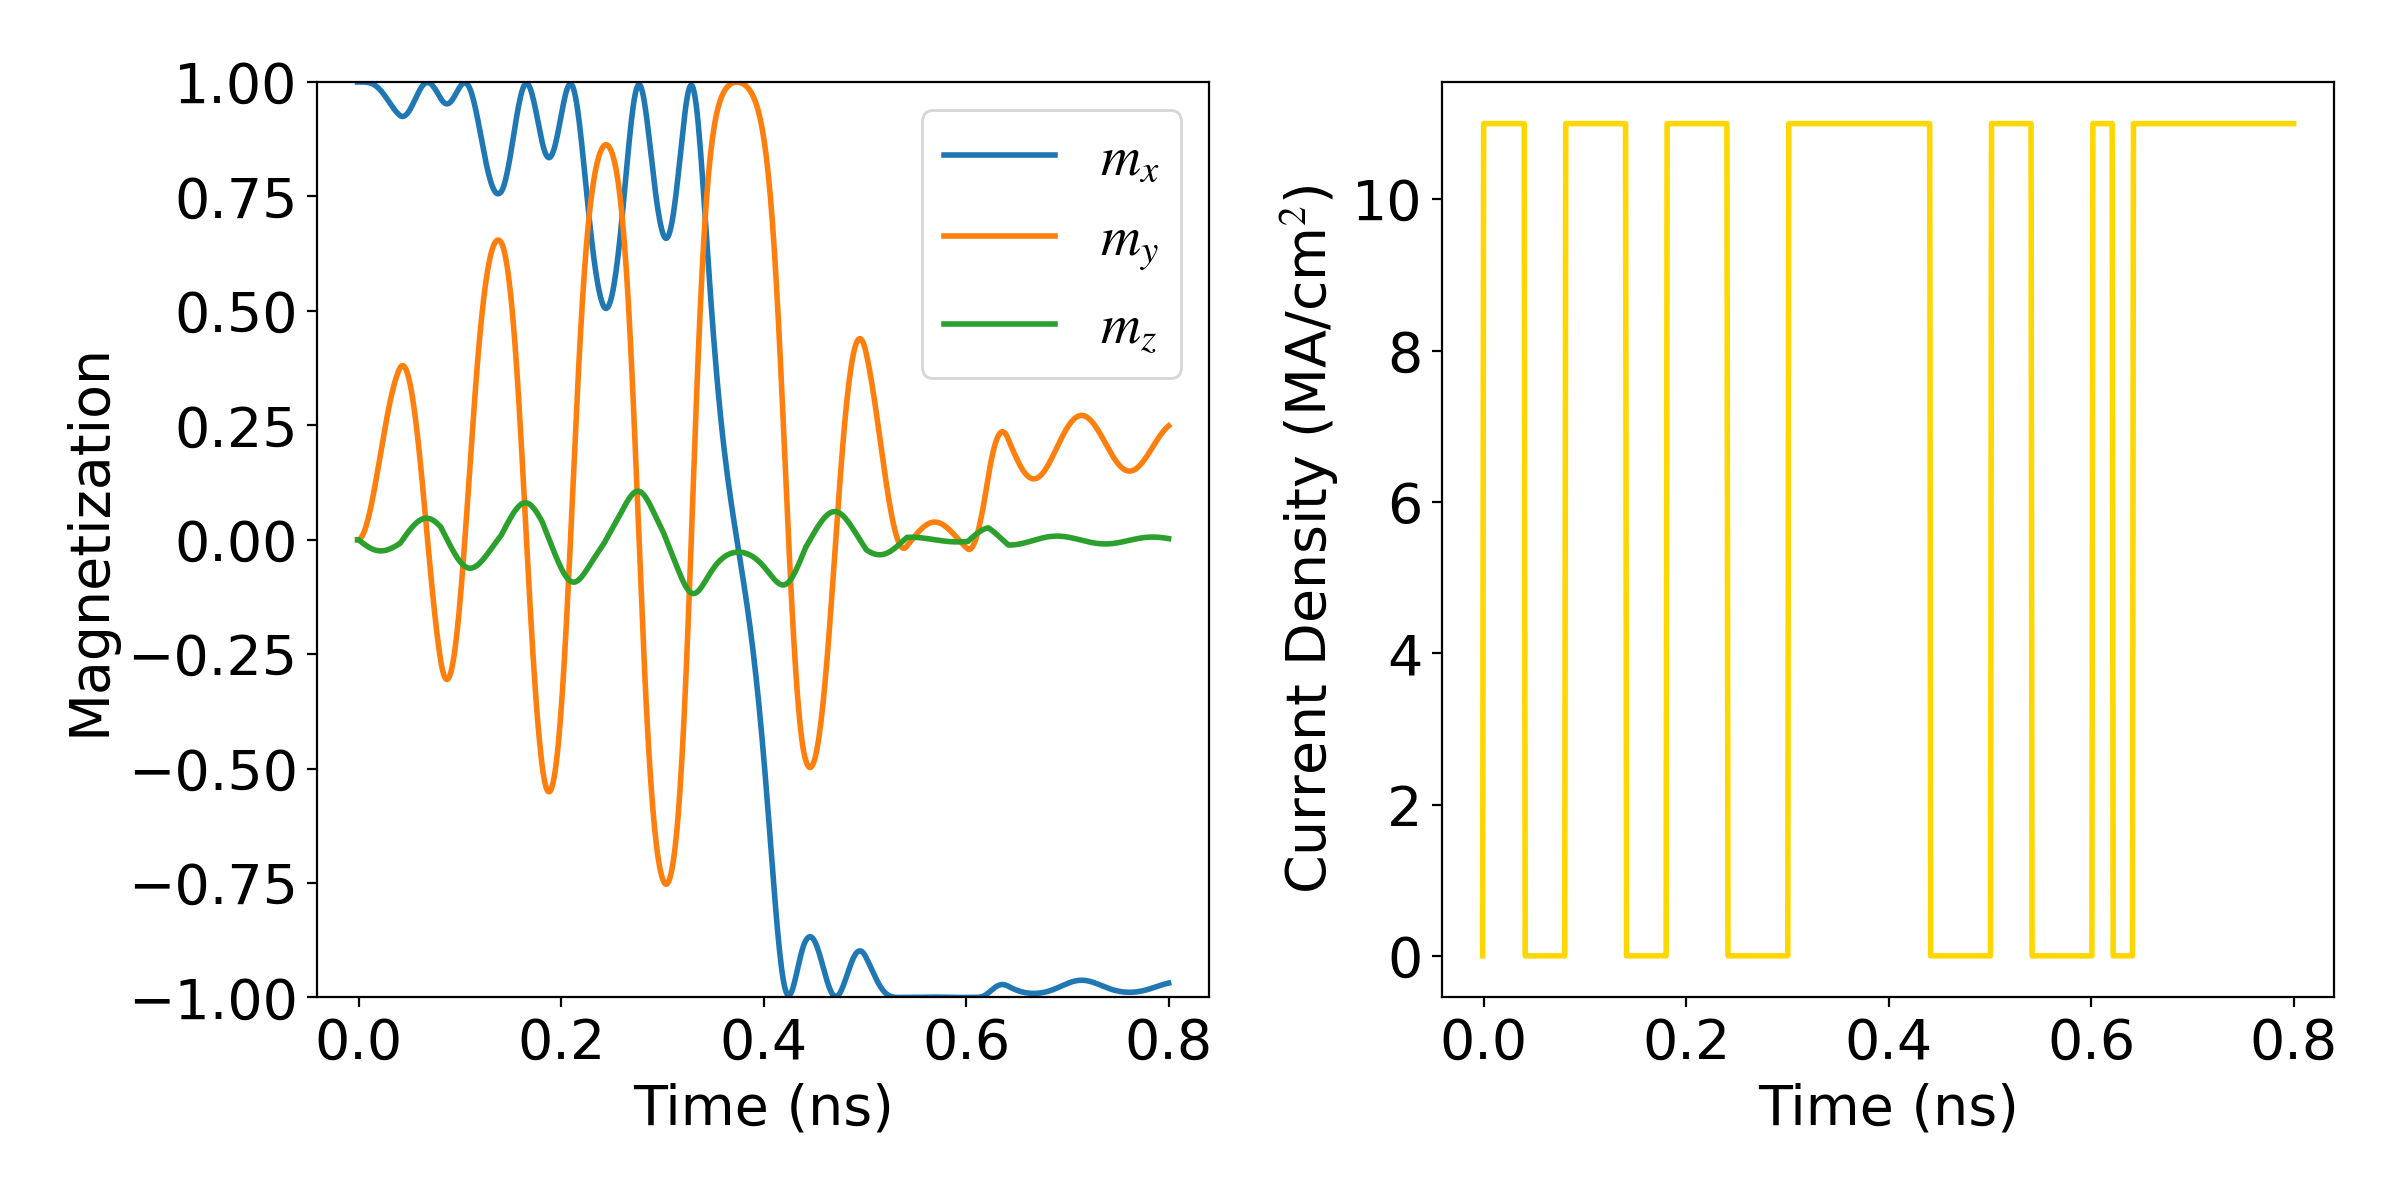 1.00
0.75
0.50
0.25
0.00
−0.25
−0.50
−0.75
−1.00
Magnetization
0.0 0.2 0.4 0.6 0.8
Time (ns)
m_x
m_y
m_z
10
8
6
4
2
0
Current Density (MA/cm²)
0.0 0.2 0.4 0.6 0.8
Time (ns)